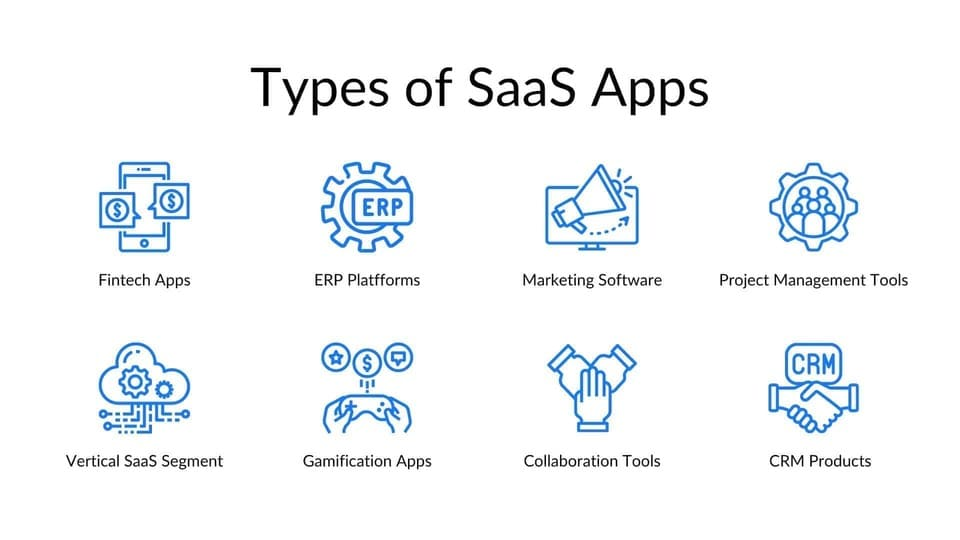 Types of SaaS Apps
$
$
ERP
Fintech Apps
ERP Platfforms
Marketing Software
Project Management Tools
$
CRM
Vertical SaaS Segment
Gamification Apps
Collaboration Tools
CRM Products